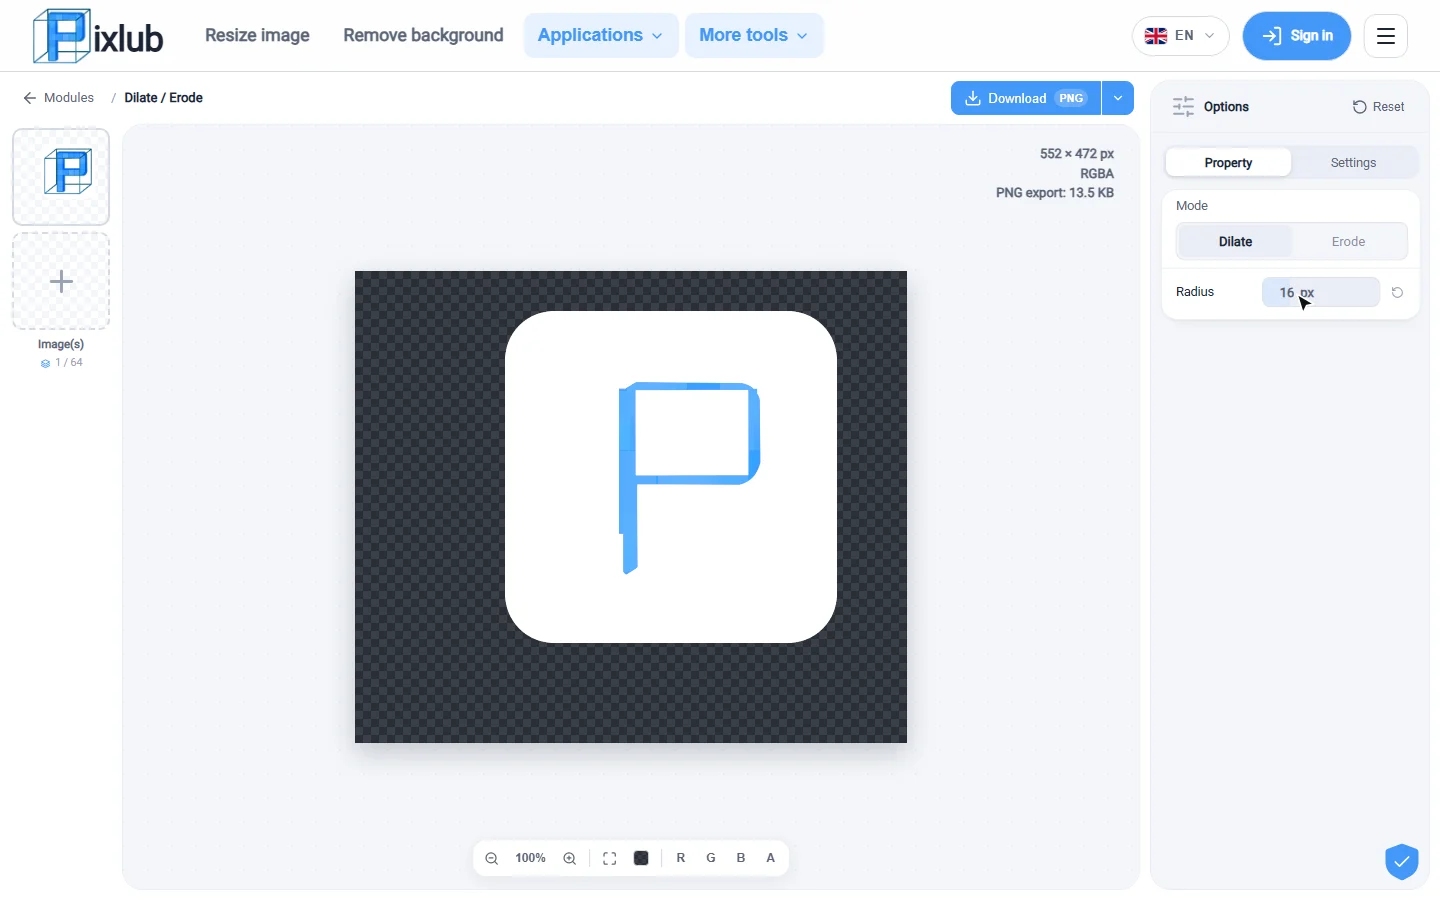 Pixlub
Resize image
Remove background
Applications
More tools
EN
Sign in
Modules / Dilate / Erode
Download PNG
552 × 472 px
RGBA
PNG export: 13.5 KB
Image(s)
1 / 64
P
100%
R G B A
Options
Reset
Property
Settings
Mode
Dilate
Erode
Radius
16 px